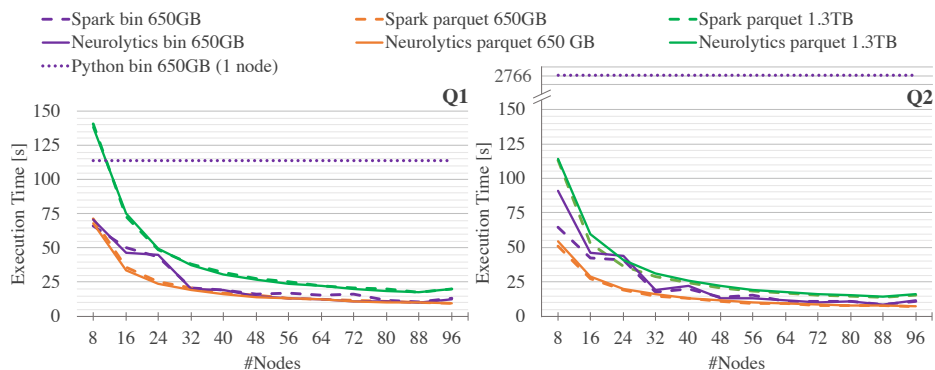 Spark bin 650GB Spark parquet 650GB Spark parquet 1.3TB
Neurolytics bin 650GB Neurolytics parquet 650 GB Neurolytics parquet 1.3TB
Python bin 650GB (1 node)
Q1
Execution Time [s]
150
125
100
75
50
25
0
8 16 24 32 40 48 56 64 72 80 88 96
#Nodes
Q2
Execution Time [s]
2766
150
125
100
75
50
25
0
8 16 24 32 40 48 56 64 72 80 88 96
#Nodes